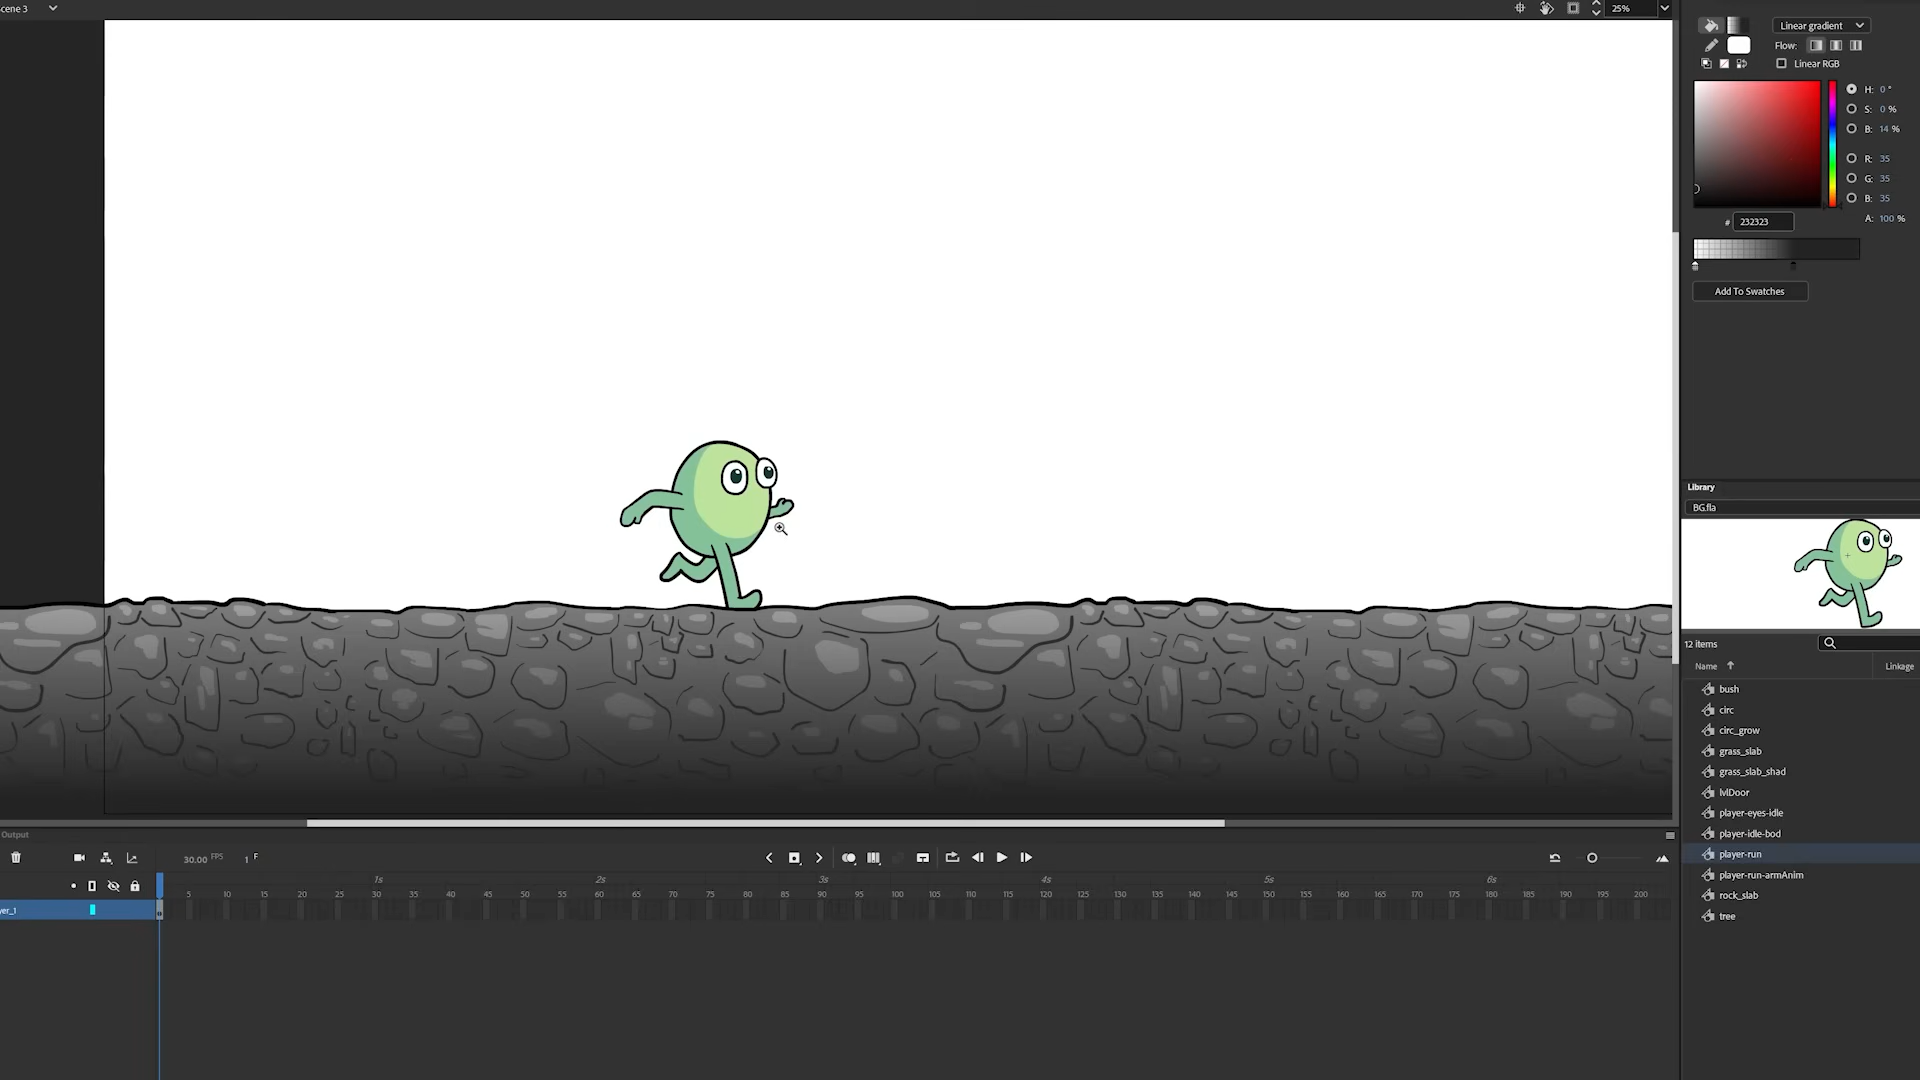 cene 3
25%
Linear gradient
Flow:
Linear RGB
H: 0 °
S: 0 %
B: 14 %
R: 35
G: 35
B: 35
A: 100 %
# 232323
Add To Swatches
Library
BG.fla
12 items
Name
Linkage
bush
circ
circ_grow
grass_slab
grass_slab_shad
lvlDoor
player-eyes-idle
player-idle-bod
player-run
player-run-armAnim
rock_slab
tree
Output
30.00 FPS 1 F
1s 2s 3s 4s 5s 6s
5 10 15 20 25 30 35 40 45 50 55 60 65 70 75 80 85 90 95 100 105 110 115 120 125 130 135 140 145 150 155 160 165 170 175 180 185 190 195 200
yer_1